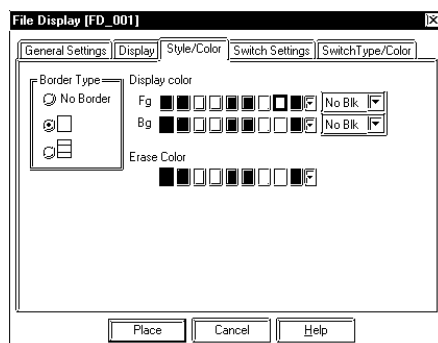 File Display [FD_001]
General Settings Display Style/Color Switch Settings SwitchType/Color
Border Type
No Border
Display color
Fg No Blk
Bg No Blk
Erase Color
Place Cancel Help